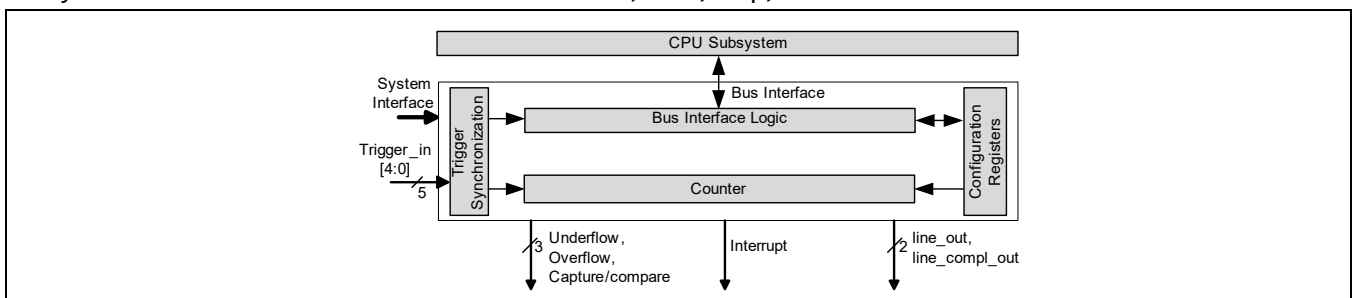 CPU Subsystem
System
Interface
Bus Interface
Bus Interface Logic
Trigger
Synchronization
Configuration
Registers
Trigger_in
[4:0]
5
Counter
3
Underflow,
Overflow,
Capture/compare
Interrupt
2
line_out,
line_compl_out